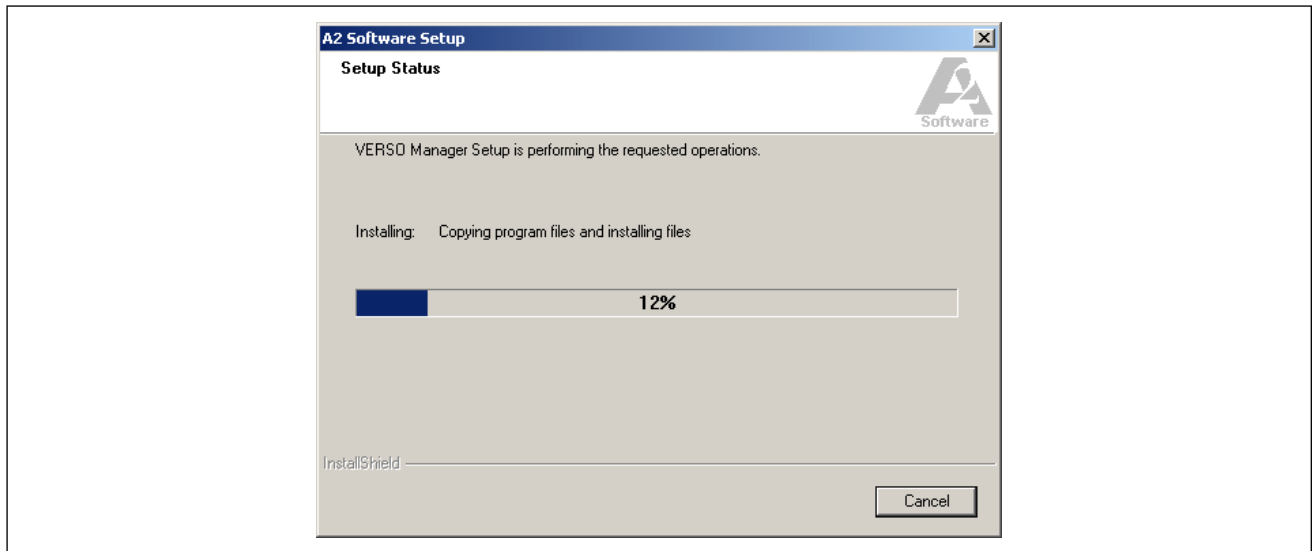 A2 Software Setup
Setup Status
A2
Software
VERSO Manager Setup is performing the requested operations.
Installing: Copying program files and installing files
12%
InstallShield
Cancel